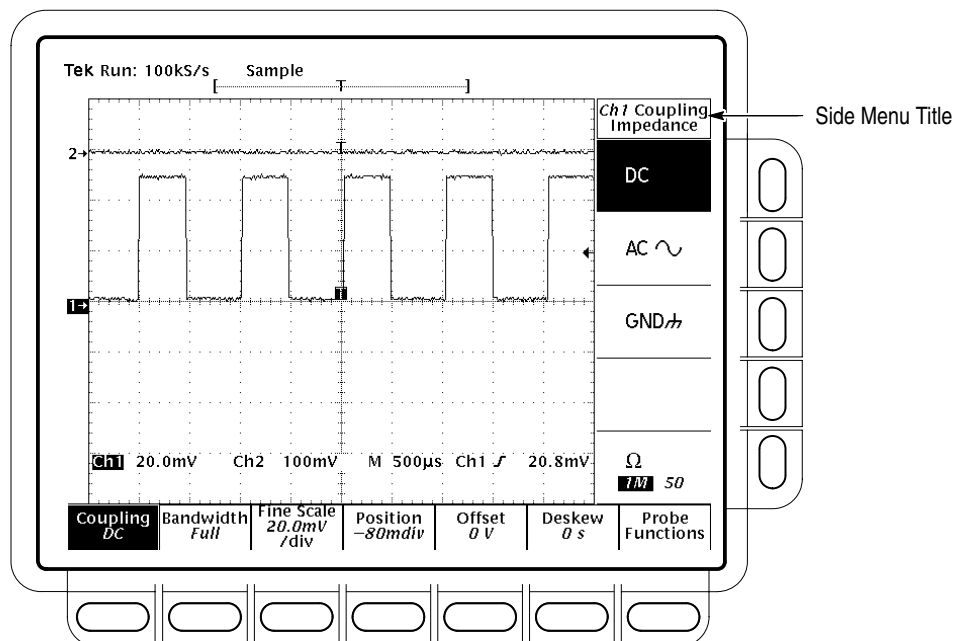 Tek Run: 100kS/s Sample
[ T ]
Ch1 Coupling
Impedance
Side Menu Title
T
2→
DC
AC
GND
T
1→
Ch1 20.0mV Ch2 100mV M 500µs Ch1 20.8mV
Ω
1M 50
Coupling
DC
Bandwidth
Full
Fine Scale
20.0mV
/div
Position
−80mdiv
Offset
0 V
Deskew
0 s
Probe
Functions